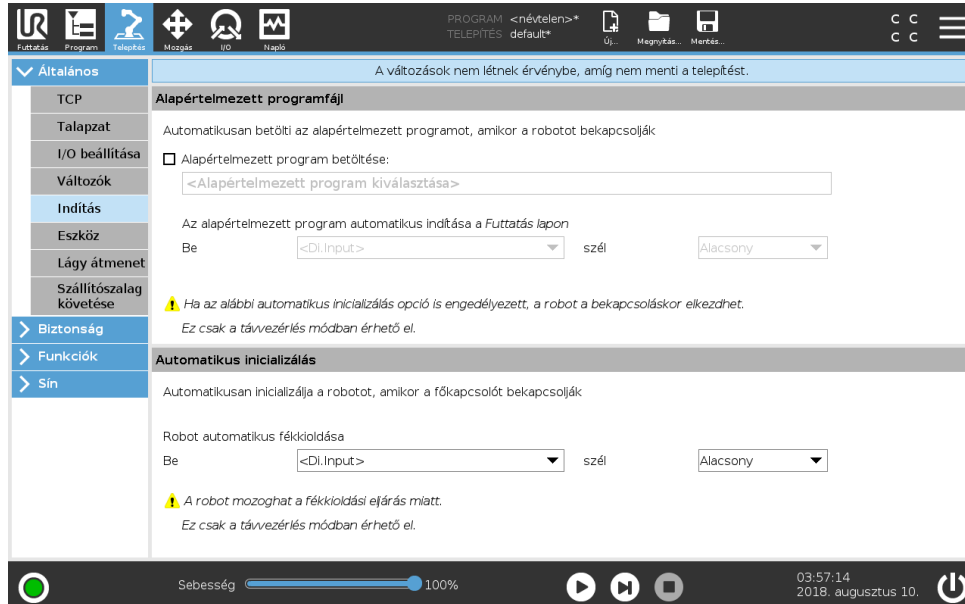 PROGRAM <névtelen>*
TELEPÍTÉS default*
C C
C C
Futtatás Program Telepítés Mozgás I/O Napló Új... Megnyitás... Mentés...
Általános
TCP
Talapzat
I/O beállítása
Változók
Indítás
Eszköz
Lágy átmenet
Szállítószalag
követése
Biztonság
Funkciók
Sín
A változások nem létnek érvénybe, amíg nem menti a telepítést.
Alapértelmezett programfájl
Automatikusan betölti az alapértelmezett programot, amikor a robotot bekapcsolják
Alapértelmezett program betöltése:
<Alapértelmezett program kiválasztása>
Az alapértelmezett program automatikus indítása a Futtatás lapon
Be <Di.Input> szél Alacsony
Ha az alábbi automatikus inicializálás opció is engedélyezett, a robot a bekapcsoláskor elkezdhet.
Ez csak a távvezérlés módban érhető el.
Automatikus inicializálás
Automatikusan inicializálja a robotot, amikor a főkapcsolót bekapcsolják
Robot automatikus fékkioldása
Be <Di.Input> szél Alacsony
A robot mozoghat a fékkioldási eljárás miatt.
Ez csak a távvezérlés módban érhető el.
Sebesség 100%
03:57:14
2018. augusztus 10.